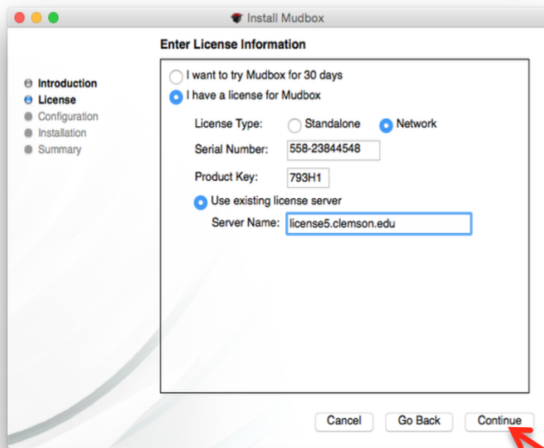 Install Mudbox
Enter License Information
Introduction
License
Configuration
Installation
Summary
I want to try Mudbox for 30 days
I have a license for Mudbox
License Type: Standalone Network
Serial Number: 558-23844548
Product Key: 793H1
Use existing license server
Server Name: license5.clemson.edu
Cancel Go Back Continue